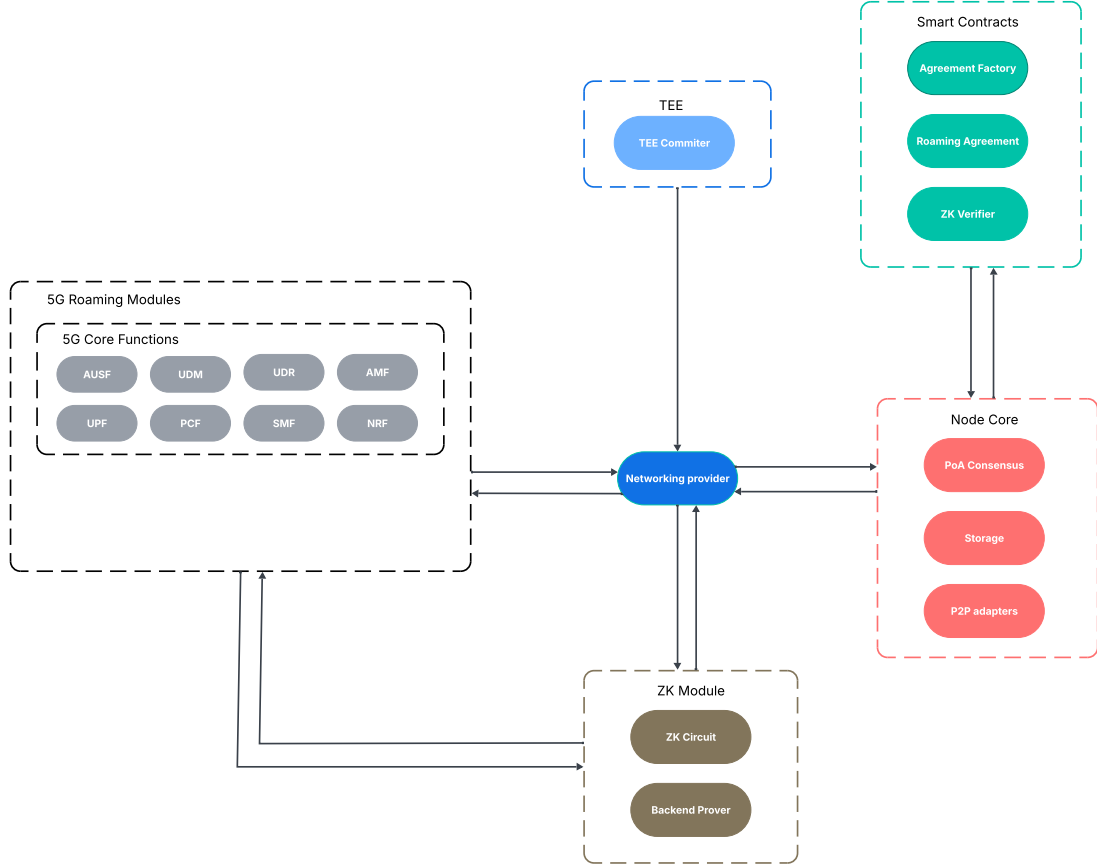 Smart Contracts
Agreement Factory
Roaming Agreement
ZK Verifier
TEE
TEE Commiter
5G Roaming Modules
5G Core Functions
AUSF
UDM
UDR
AMF
UPF
PCF
SMF
NRF
Networking provider
Node Core
PoA Consensus
Storage
P2P adapters
ZK Module
ZK Circuit
Backend Prover